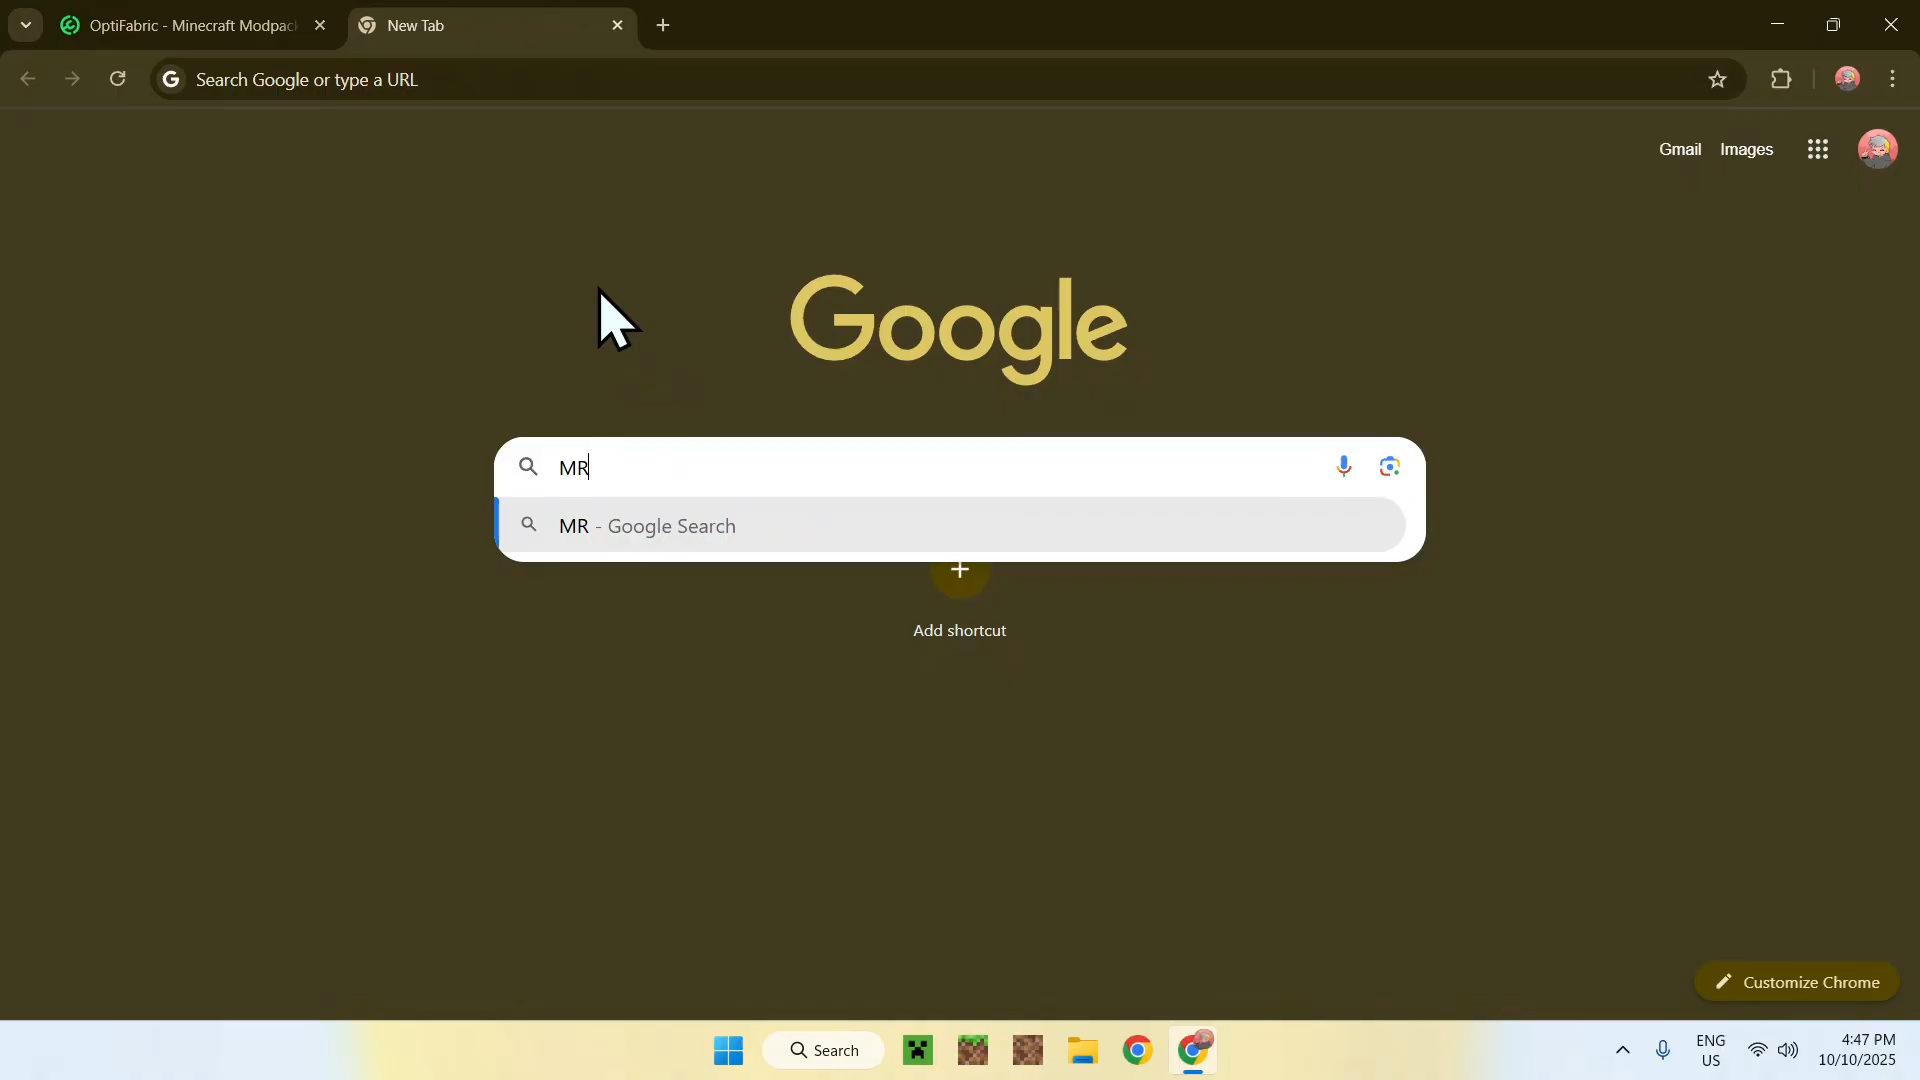 OptiFabric - Minecraft Modpac
New Tab
Search Google or type a URL
Gmail Images
Google
MR
MR - Google Search
Add shortcut
Customize Chrome
Search
ENG
US
4:47 PM
10/10/2025